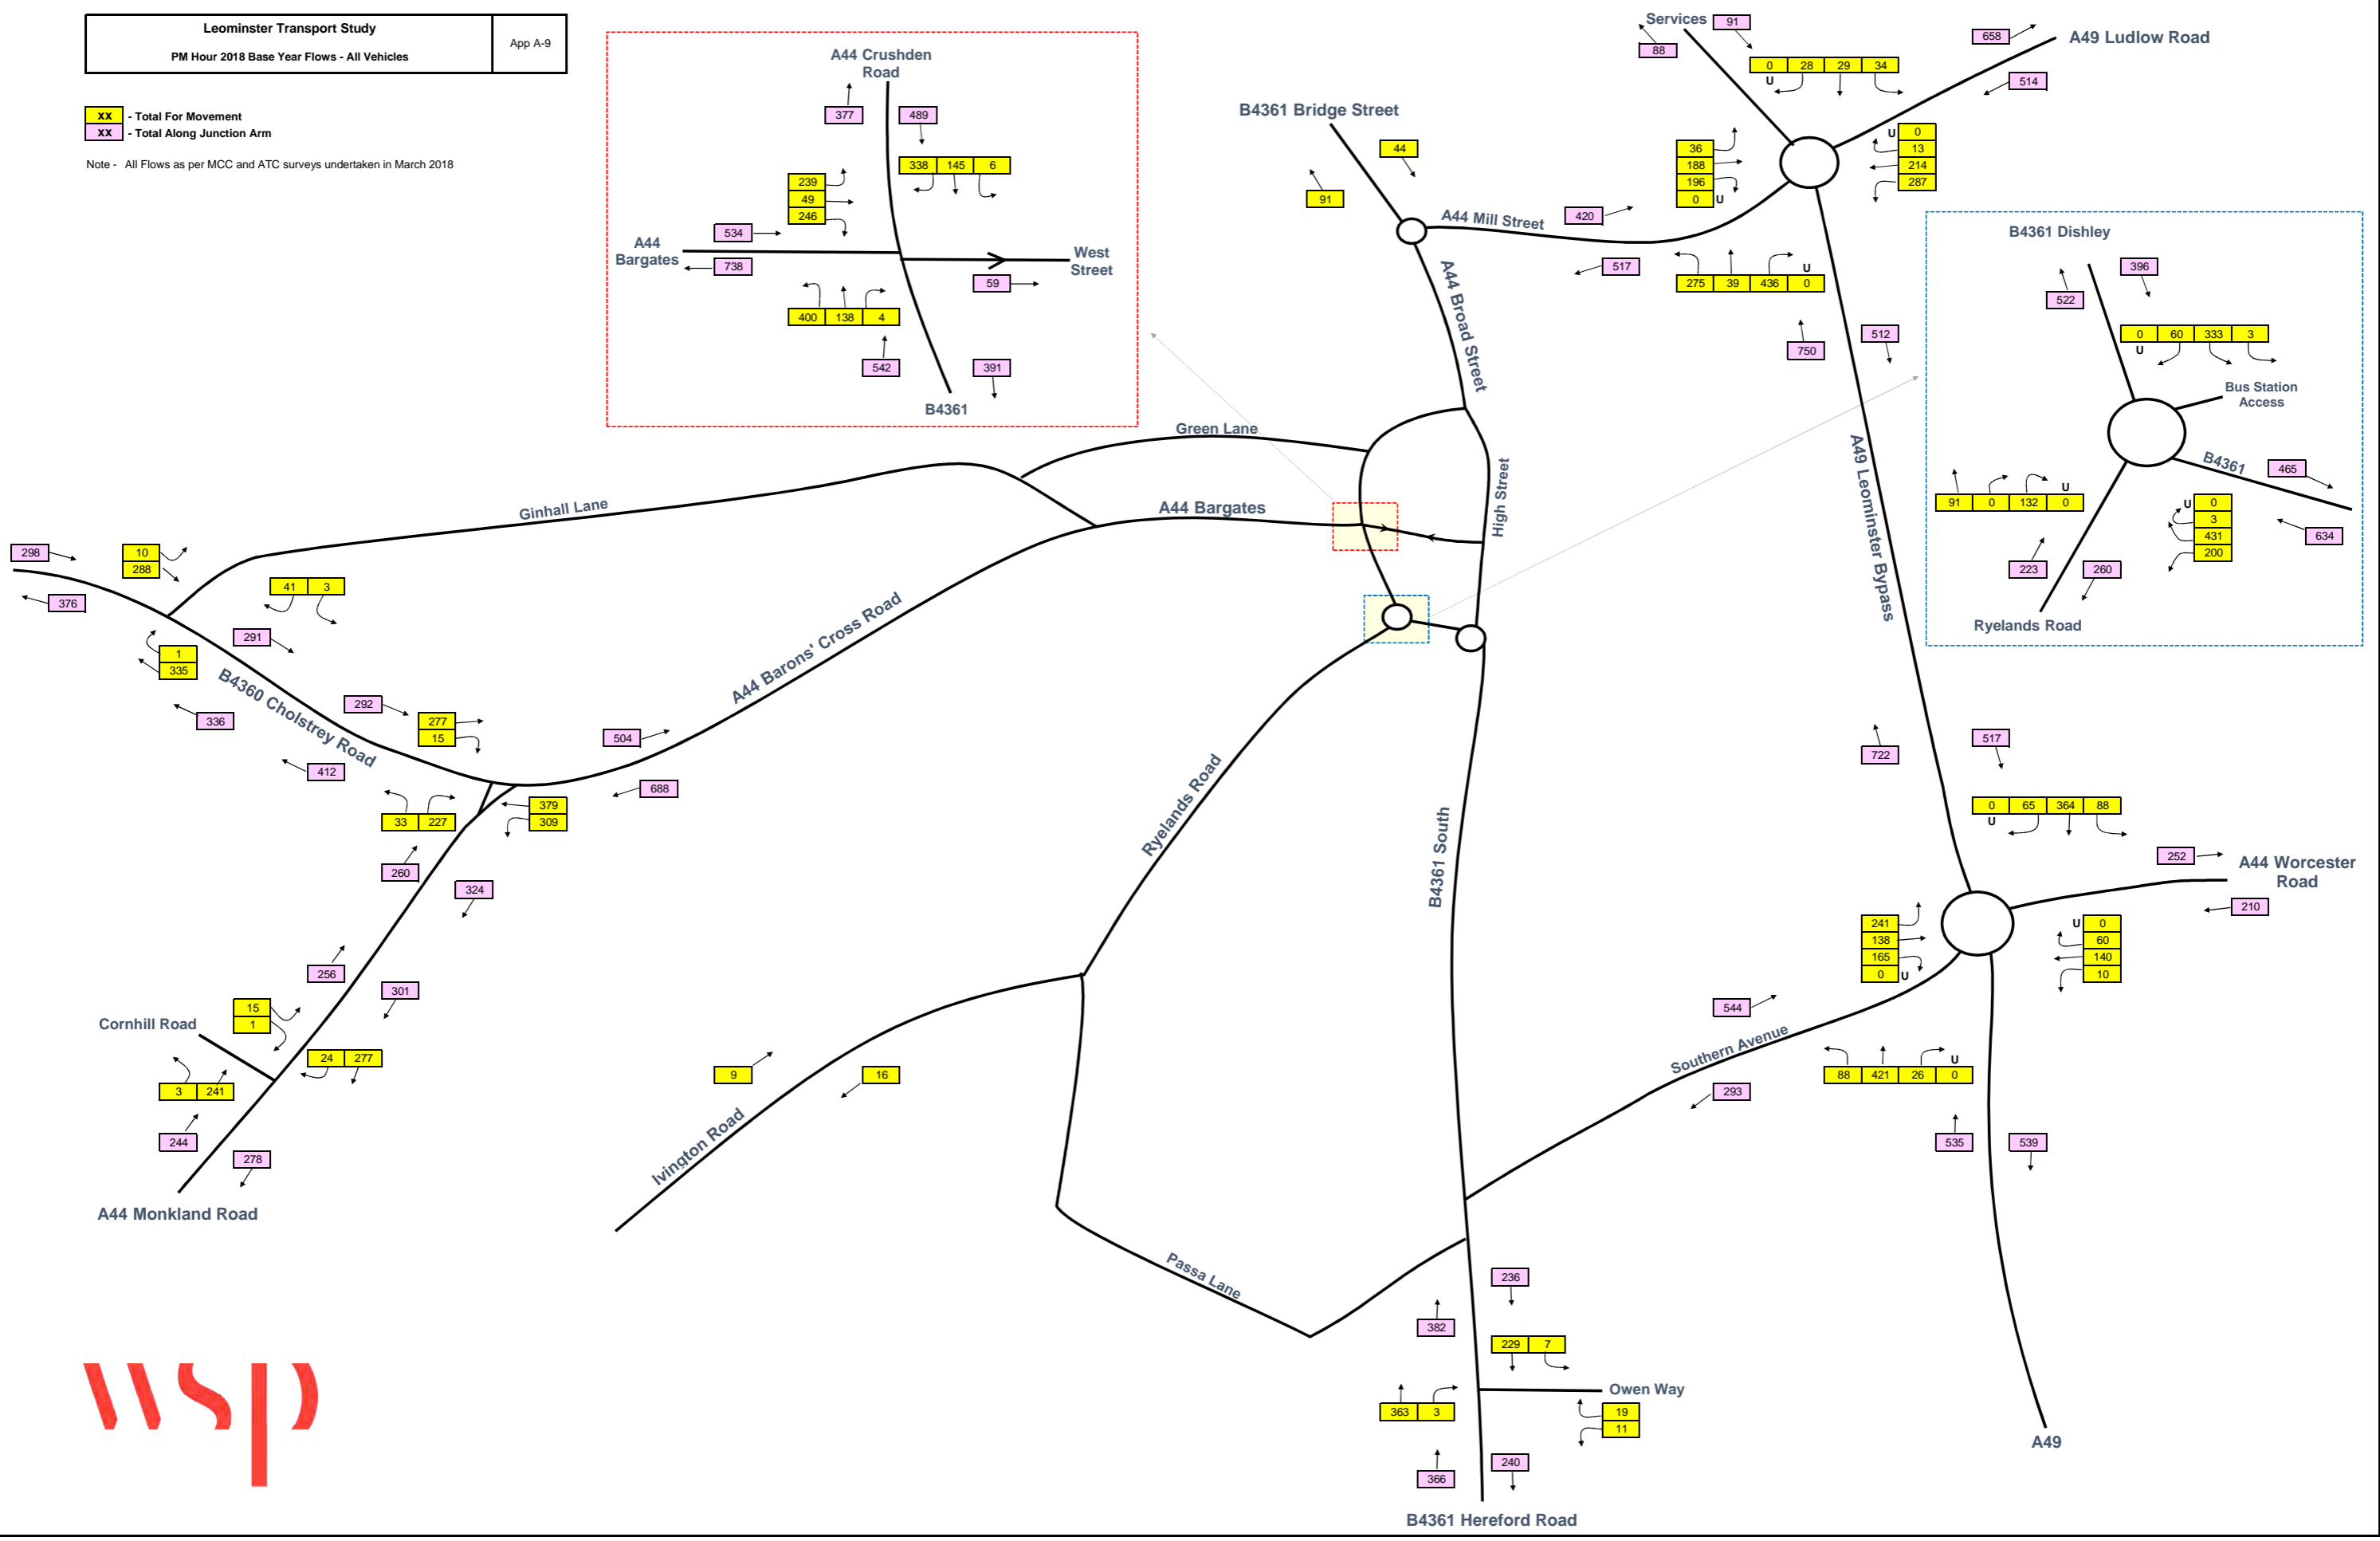 Leominster Transport Study
PM Hour 2018 Base Year Flows - All Vehicles
App A-9
xx - Total For Movement
xx - Total Along Junction Arm
Note - All Flows as per MCC and ATC surveys undertaken in March 2018
A44 Crushden
Road
377
489
338 145 6
239
49
246
534
A44
Bargates
738
West
Street
59
400 138 4
542
391
B4361
Services
91
88
0 28 29 34
U
658
A49 Ludlow Road
514
B4361 Bridge Street
44
91
36
188
196
0 U
U 0
13
214
287
A44 Mill Street
420
517
U
275 39 436 0
750
512
A44 Broad Street
B4361 Dishley
396
522
0 60 333 3
U
Bus Station
Access
B4361
465
U
91 0 132 0
U 0
3
431
200
634
223
260
Ryelands Road
Green Lane
High Street
A49 Leominster Bypass
Ginhall Lane
A44 Bargates
298
10
288
376
41 3
291
1
335
336
B4360 Cholstrey Road
292
277
15
412
A44 Barons' Cross Road
504
688
33 227
379
309
260
324
256
301
Cornhill Road
15
1
24 277
3 241
244
278
A44 Monkland Road
Ryelands Road
B4361 South
722
517
0 65 364 88
U
252
A44 Worcester
Road
210
241
138
165
0 U
U 0
60
140
10
544
Southern Avenue
293
U
88 421 26 0
535
539
A49
9
16
Ivington Road
Passa Lane
236
382
229 7
Owen Way
363 3
19
11
366
240
B4361 Hereford Road
wsp